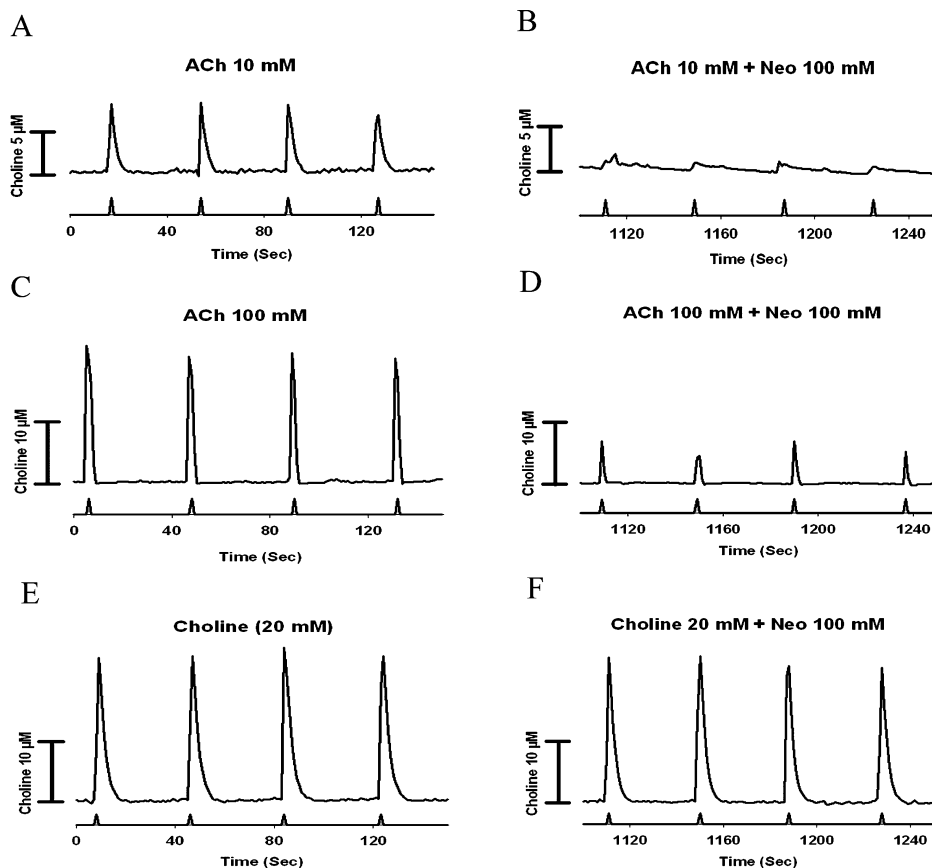 A
ACh 10 mM
Choline 5 µM
0 40 80 120
Time (Sec)
B
ACh 10 mM + Neo 100 mM
Choline 5 µM
1120 1160 1200 1240
Time (Sec)
C
ACh 100 mM
Choline 10 µM
0 40 80 120
Time (Sec)
D
ACh 100 mM + Neo 100 mM
Choline 10 µM
1120 1160 1200 1240
Time (Sec)
E
Choline (20 mM)
Choline 10 µM
0 40 80 120
Time (Sec)
F
Choline 20 mM + Neo 100 mM
Choline 10 µM
1120 1160 1200 1240
Time (Sec)